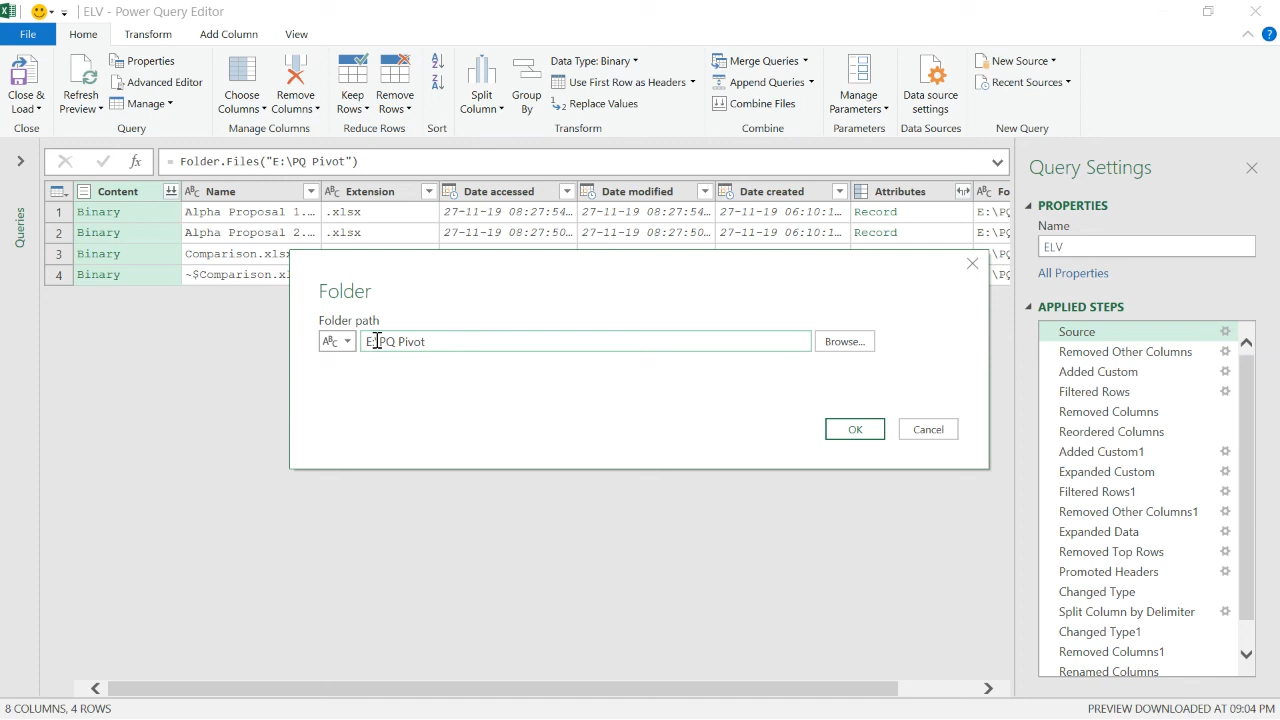 ELV - Power Query Editor
File
Home
Transform
Add Column
View
Close & Load
Close
Refresh Preview
Properties
Advanced Editor
Manage
Query
Choose Columns
Remove Columns
Manage Columns
Keep Rows
Remove Rows
Reduce Rows
Sort
Split Column
Group By
Data Type: Binary
Use First Row as Headers
Replace Values
Transform
Merge Queries
Append Queries
Combine Files
Combine
Manage Parameters
Parameters
Data source settings
Data Sources
New Source
Recent Sources
New Query
Queries
fx
= Folder.Files("E:\PQ Pivot")
Content Name Extension Date accessed Date modified Date created Attributes Fo
1 Binary Alpha Proposal 1.... .xlsx 27-11-19 08:27:54... 27-11-19 08:27:54... 27-11-19 06:10:1... Record E:\PQ
2 Binary Alpha Proposal 2.... .xlsx 27-11-19 08:27:50... 27-11-19 08:27:50... 27-11-19 06:10:1... Record E:\PQ
3 Binary Comparison.xlsx
4 Binary ~$Comparison.xl
Folder
Folder path
ABC E:\PQ Pivot Browse...
OK Cancel
Query Settings
PROPERTIES
Name
ELV
All Properties
APPLIED STEPS
Source
Removed Other Columns
Added Custom
Filtered Rows
Removed Columns
Reordered Columns
Added Custom1
Expanded Custom
Filtered Rows1
Removed Other Columns1
Expanded Data
Removed Top Rows
Promoted Headers
Changed Type
Split Column by Delimiter
Changed Type1
Removed Columns1
Renamed Columns
8 COLUMNS, 4 ROWS
PREVIEW DOWNLOADED AT 09:04 PM